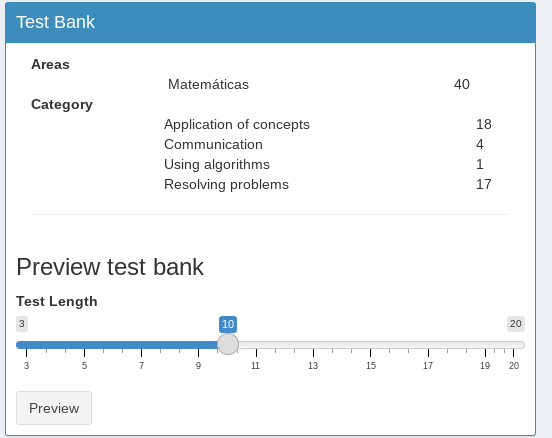 Test Bank
Areas
Matemáticas 40
Category
Application of concepts 18
Communication 4
Using algorithms 1
Resolving problems 17
Preview test bank
Test Length
3 10 20
3 5 7 9 11 13 15 17 19 20
Preview